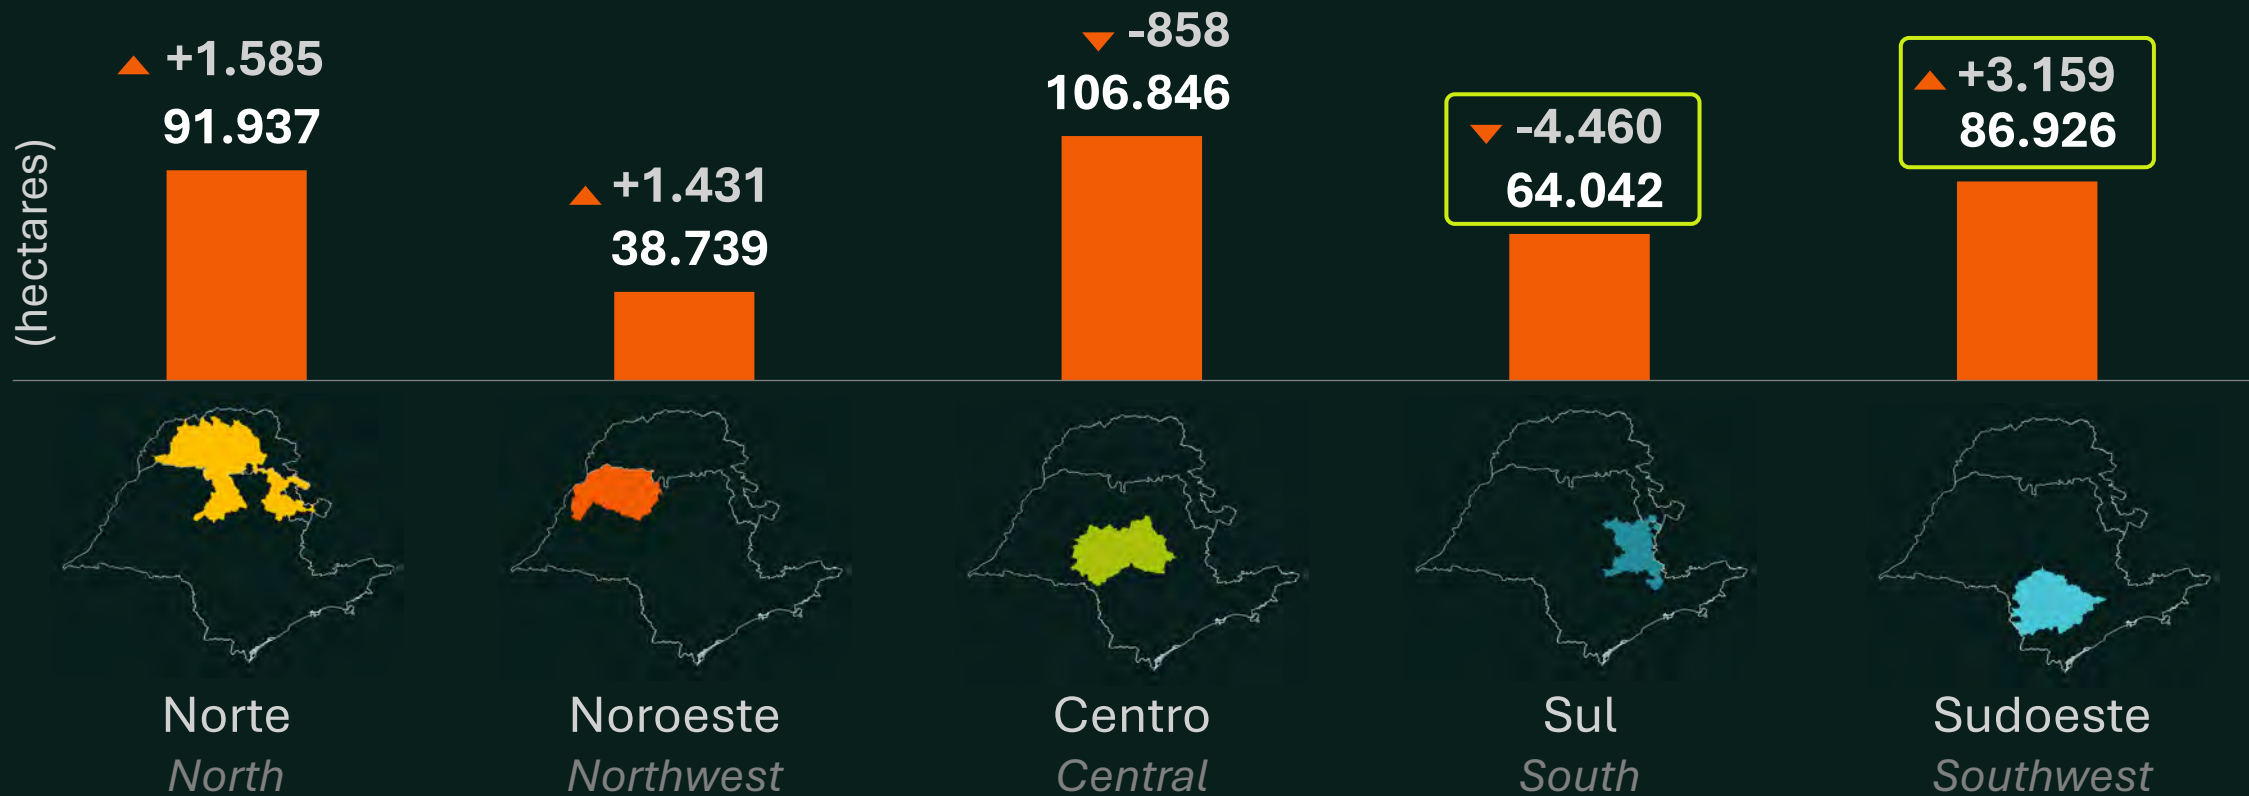 (hectares)
+1.585
91.937
+1.431
38.739
-858
106.846
-4.460
64.042
+3.159
86.926
Norte
North
Noroeste
Northwest
Centro
Central
Sul
South
Sudoeste
Southwest